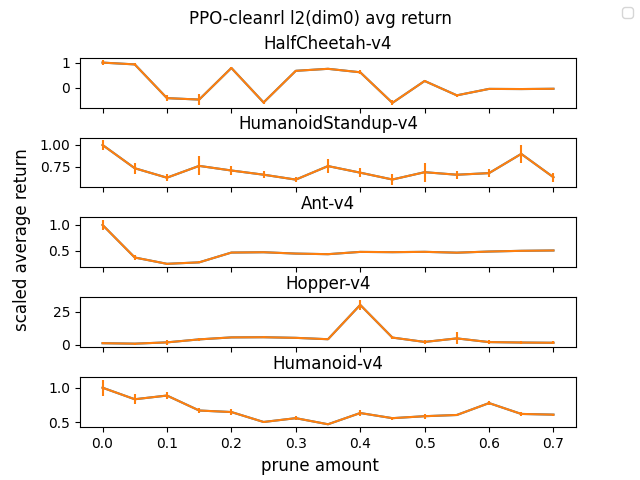 PPO-cleanrl l2(dim0) avg return
HalfCheetah-v4
1
0
HumanoidStandup-v4
1.00
0.75
Ant-v4
1.0
0.5
Hopper-v4
25
0
Humanoid-v4
1.0
0.5
0.0 0.1 0.2 0.3 0.4 0.5 0.6 0.7
prune amount
scaled average return